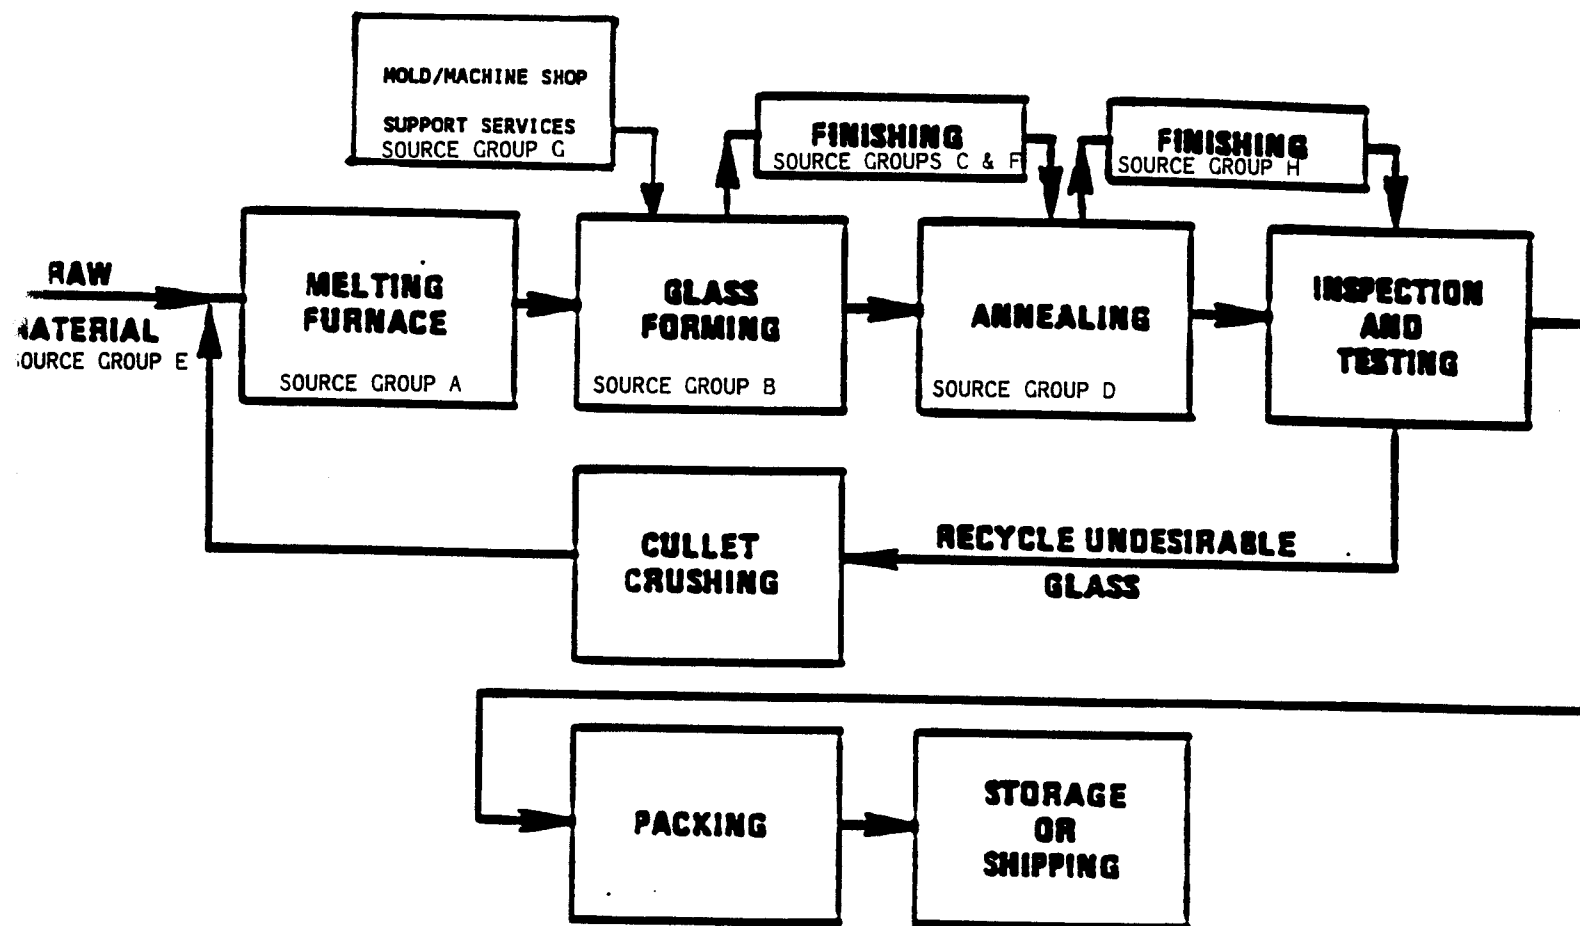 MOLD/MACHINE SHOP
SUPPORT SERVICES
SOURCE GROUP G
FINISHING
SOURCE GROUPS C & F
FINISHING
SOURCE GROUP H
RAW
MATERIAL
SOURCE GROUP E
MELTING
FURNACE
SOURCE GROUP A
GLASS
FORMING
SOURCE GROUP B
ANNEALING
SOURCE GROUP D
INSPECTION
AND
TESTING
CULLET
CRUSHING
RECYCLE UNDESIRABLE
GLASS
PACKING
STORAGE
OR
SHIPPING